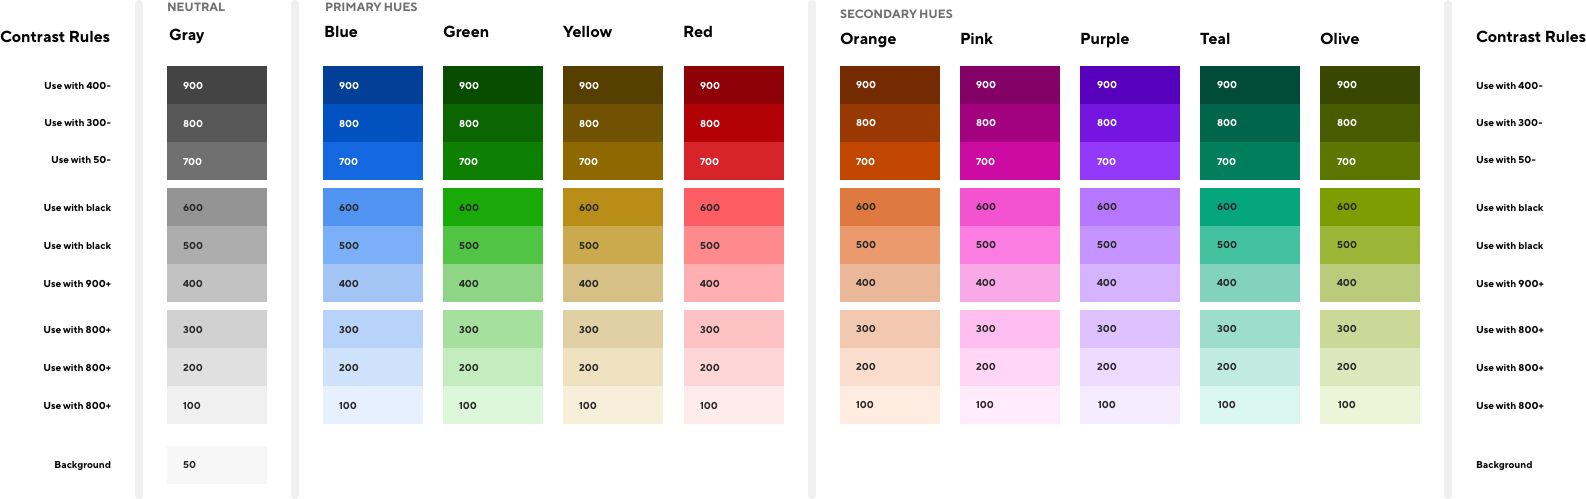 NEUTRAL PRIMARY HUES SECONDARY HUES
Contrast Rules Gray Blue Green Yellow Red Orange Pink Purple Teal Olive Contrast Rules
Use with 400- 900 900 900 900 900 900 900 900 900 900 Use with 400-
Use with 300- 800 800 800 800 800 800 800 800 800 800 Use with 300-
Use with 50- 700 700 700 700 700 700 700 700 700 700 Use with 50-
Use with black 600 600 600 600 600 600 600 600 600 600 Use with black
Use with black 500 500 500 500 500 500 500 500 500 500 Use with black
Use with 900+ 400 400 400 400 400 400 400 400 400 400 Use with 900+
Use with 800+ 300 300 300 300 300 300 300 300 300 300 Use with 800+
Use with 800+ 200 200 200 200 200 200 200 200 200 200 Use with 800+
Use with 800+ 100 100 100 100 100 100 100 100 100 100 Use with 800+
Background 50 Background